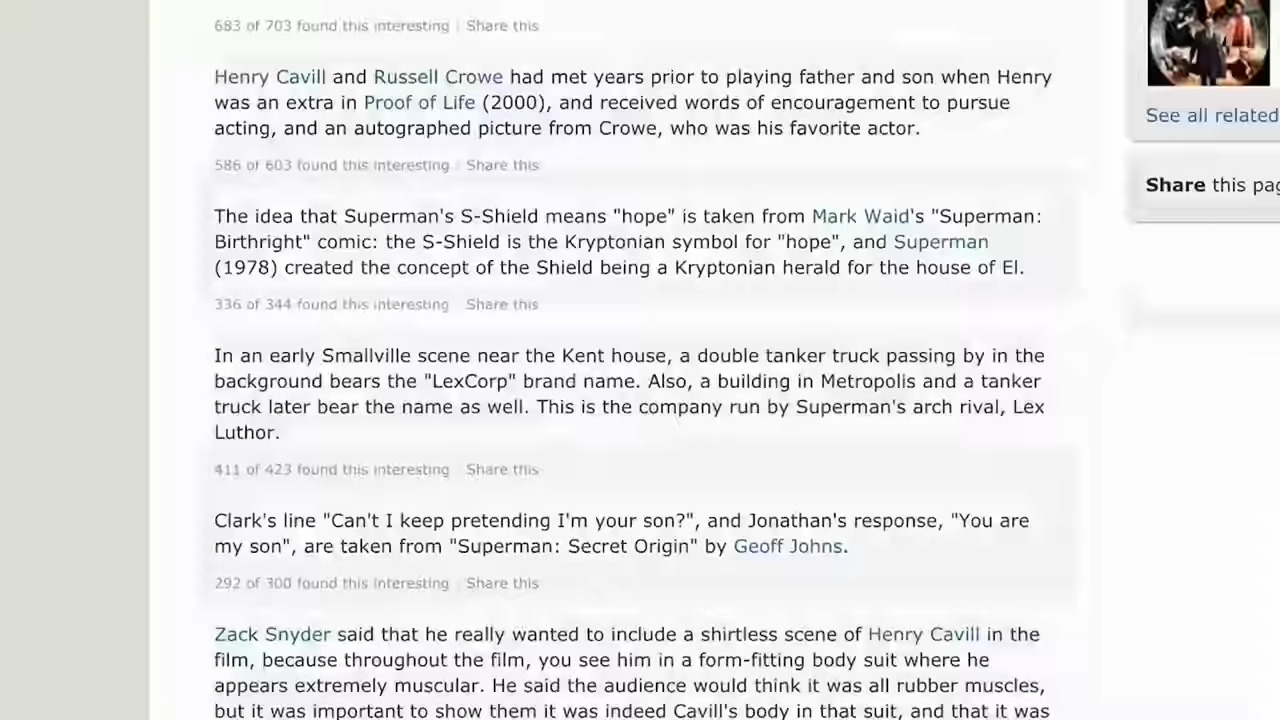 683 of 703 found this interesting | Share this
See all related
Henry Cavill and Russell Crowe had met years prior to playing father and son when Henry
was an extra in Proof of Life (2000), and received words of encouragement to pursue
acting, and an autographed picture from Crowe, who was his favorite actor.
586 of 603 found this interesting | Share this
Share this pag
The idea that Superman's S-Shield means "hope" is taken from Mark Waid's "Superman:
Birthright" comic: the S-Shield is the Kryptonian symbol for "hope", and Superman
(1978) created the concept of the Shield being a Kryptonian herald for the house of El.
336 of 344 found this interesting Share this
In an early Smallville scene near the Kent house, a double tanker truck passing by in the
background bears the "LexCorp" brand name. Also, a building in Metropolis and a tanker
truck later bear the name as well. This is the company run by Superman's arch rival, Lex
Luthor.
411 of 423 found this interesting Share this
Clark's line "Can't I keep pretending I'm your son?", and Jonathan's response, "You are
my son", are taken from "Superman: Secret Origin" by Geoff Johns.
292 of 300 found this interesting | Share this
Zack Snyder said that he really wanted to include a shirtless scene of Henry Cavill in the
film, because throughout the film, you see him in a form-fitting body suit where he
appears extremely muscular. He said the audience would think it was all rubber muscles,
but it was important to show them it was indeed Cavill's body in that suit, and that it was